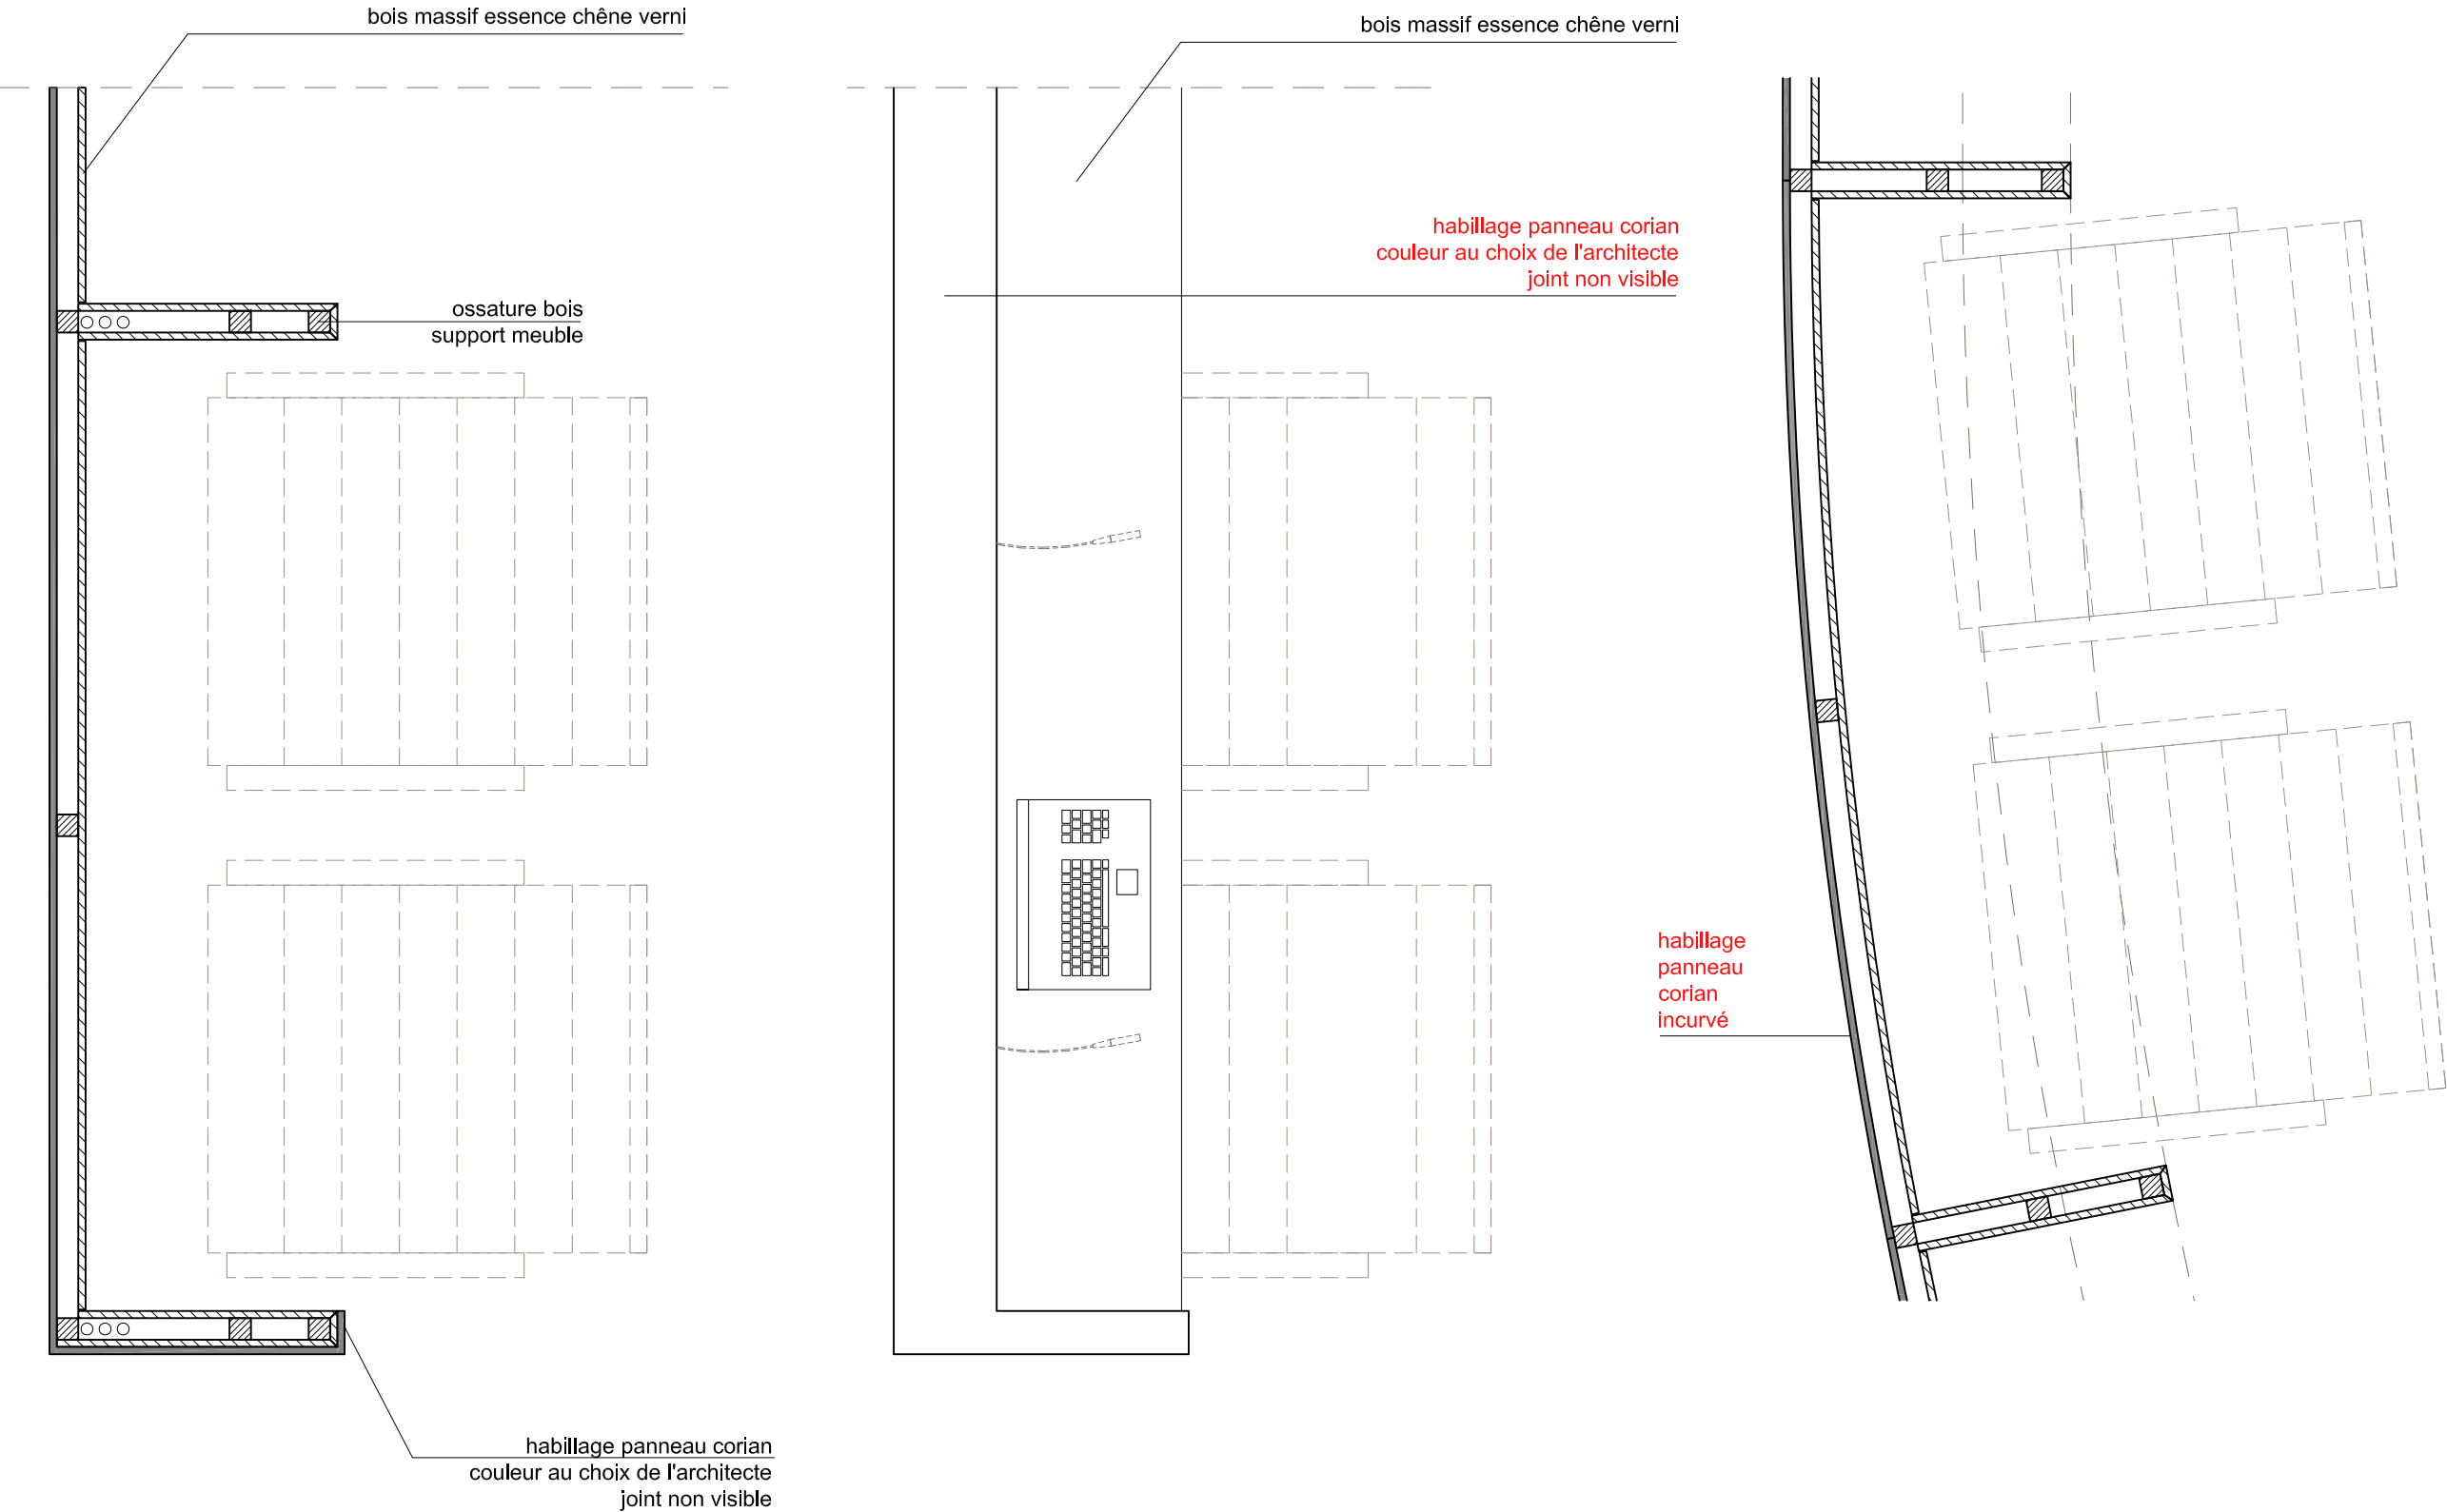 bois massif essence chêne verni
bois massif essence chêne verni
habillage panneau corian
couleur au choix de l'architecte
joint non visible
ossature bois
support meuble
habillage
panneau
corian
incurvé
habillage panneau corian
couleur au choix de l'architecte
joint non visible